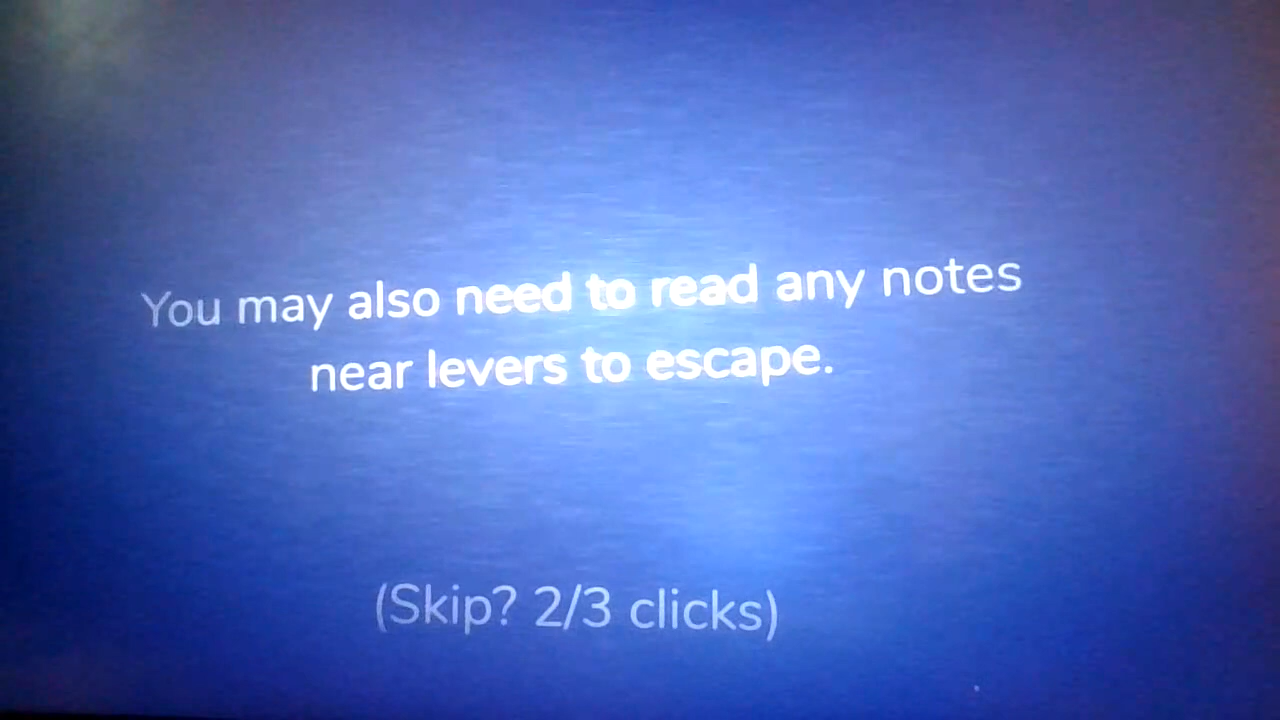 You may also need to read any notes
near levers to escape.
(Skip? 2/3 clicks)